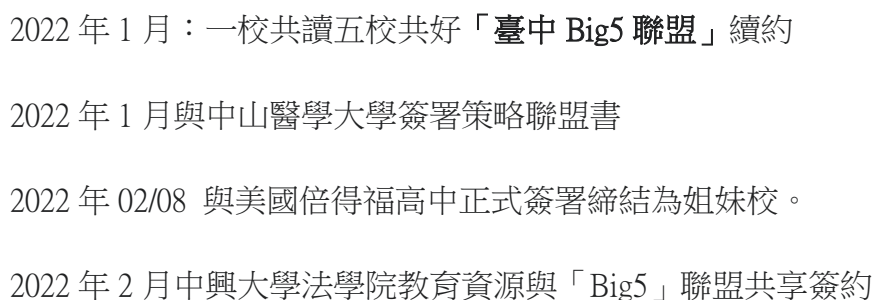 2022 年 1 月：一校共讀五校共好「臺中 Big5 聯盟」續約
2022 年 1 月與中山醫學大學簽署策略聯盟書
2022 年 02/08 與美國倍得福高中正式簽署締結為姐妹校。
2022 年 2 月中興大學法學院教育資源與「Big5」聯盟共享簽約